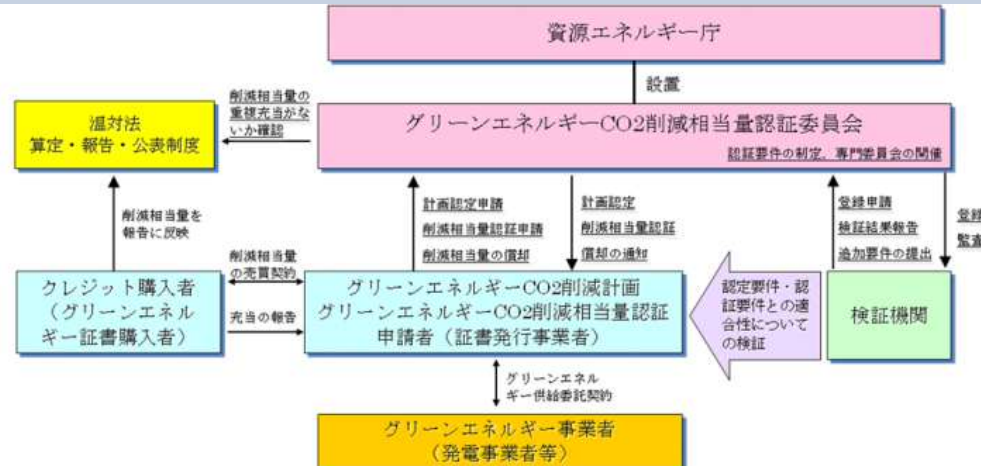 資源エネルギー庁
設置
削減相当量の
重複充当がな
いか確認
温対法
算定・報告・公表制度
グリーンエネルギーCO2削減相当量認証委員会
認証要件の制定、専門委員会の開催
削減相当量を
報告に反映
計画認定申請
削減相当量認証申請
削減相当量の償却
計画認定
削減相当量認証
償却の通知
登録申請
検証結果報告
追加要件の提出
登録
監査
削減相当量
の売買契約
クレジット購入者
（グリーンエネル
ギー証書購入者）
充当の報告
グリーンエネルギーCO2削減計画
グリーンエネルギーCO2削減相当量認証
申請者（証書発行事業者）
認定要件・認
証要件との適
合性について
の検証
検証機関
グリーンエネル
ギー供給委託契約
グリーンエネルギー事業者
（発電事業者等）